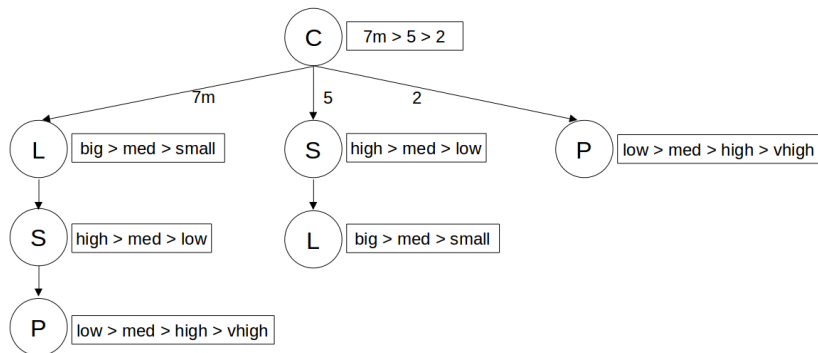 C
7m > 5 > 2
7m
5
2
L
big > med > small
S
high > med > low
P
low > med > high > vhigh
S
high > med > low
L
big > med > small
P
low > med > high > vhigh